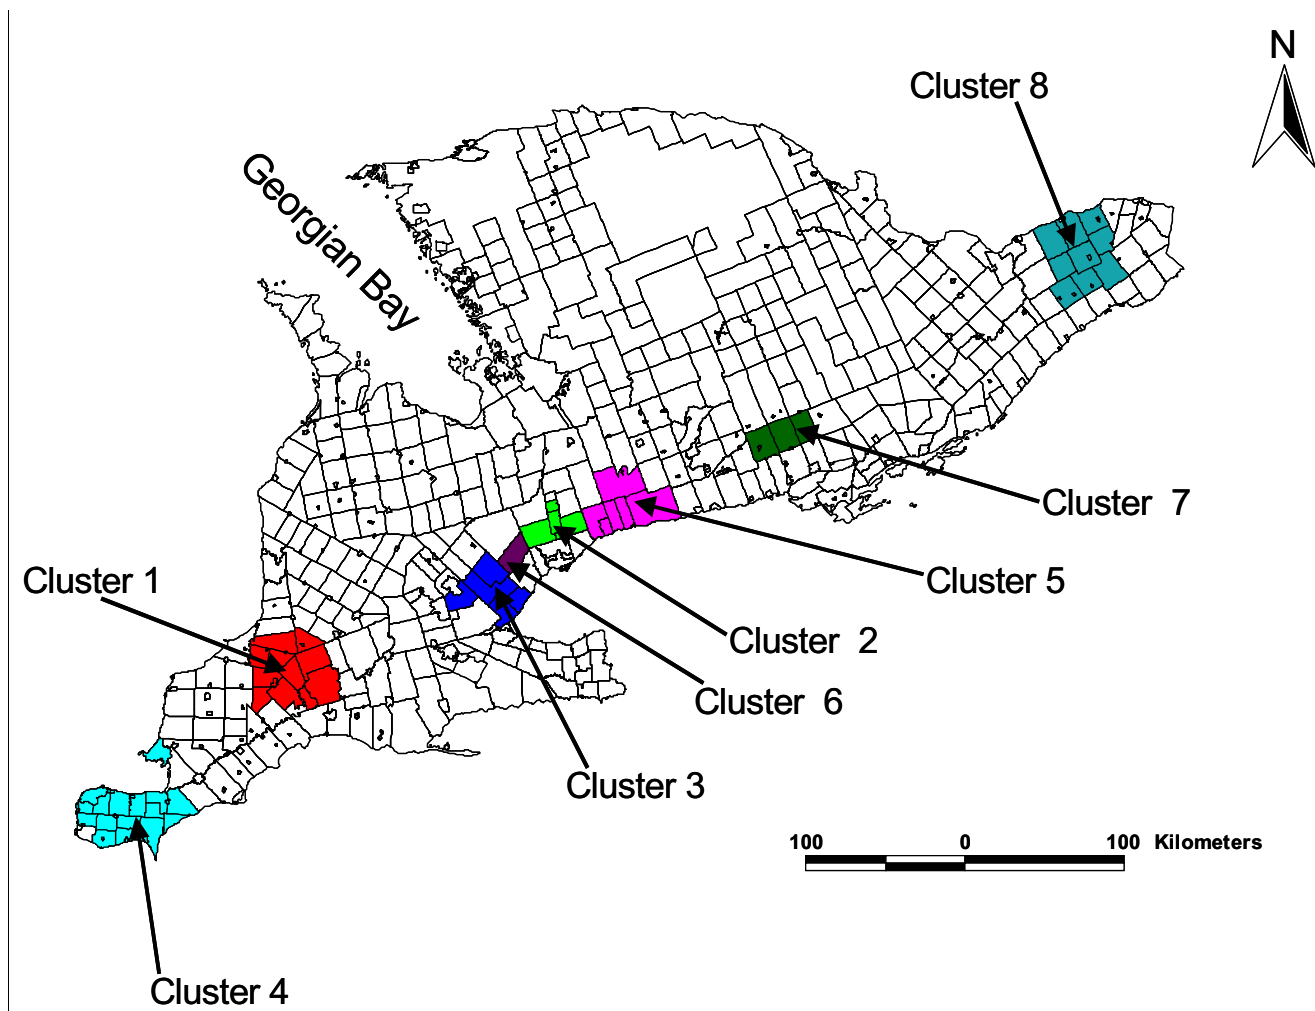 N
Cluster 8
Georgian Bay
Cluster 7
Cluster 1
Cluster 5
Cluster 2
Cluster 6
Cluster 3
100 0 100 Kilometers
Cluster 4